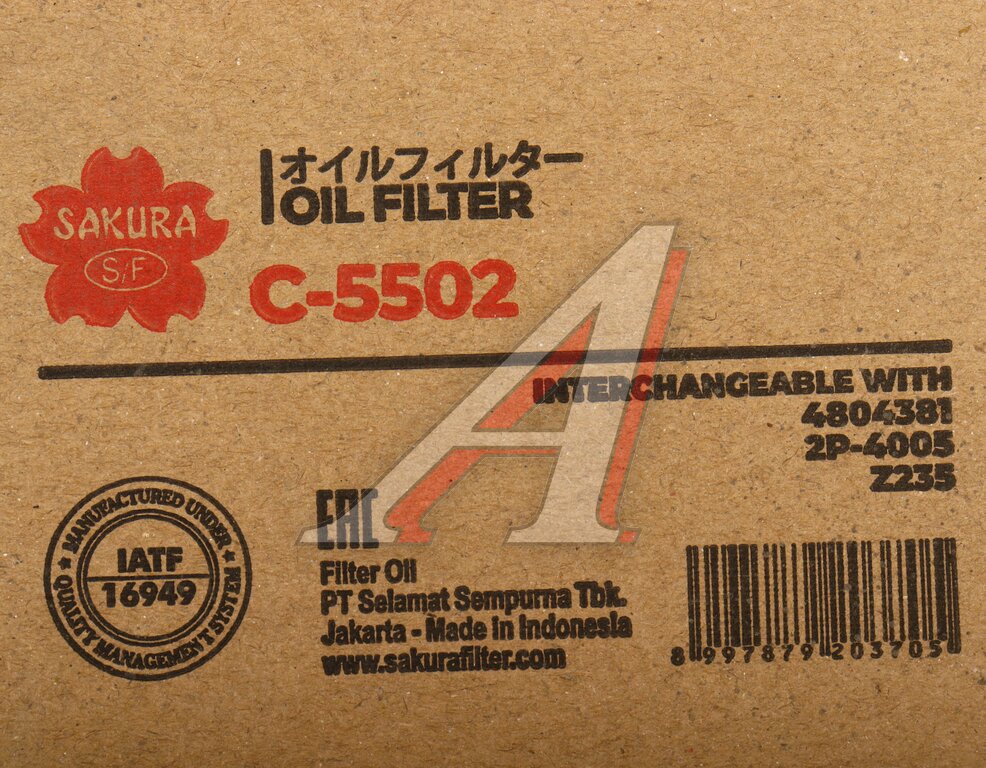 SAKURA
S/F
オイルフィルター
OIL FILTER
C-5502
INTERCHANGEABLE WITH
4804381
2P-4005
Z235
MANUFACTURED UNDER
IATF
16949
QUALITY MANAGEMENT SYSTEM
EAC
Filter Oil
PT Selamat Sempurna Tbk.
Jakarta - Made in Indonesia
www.sakurafilter.com
8 997879 203705
A